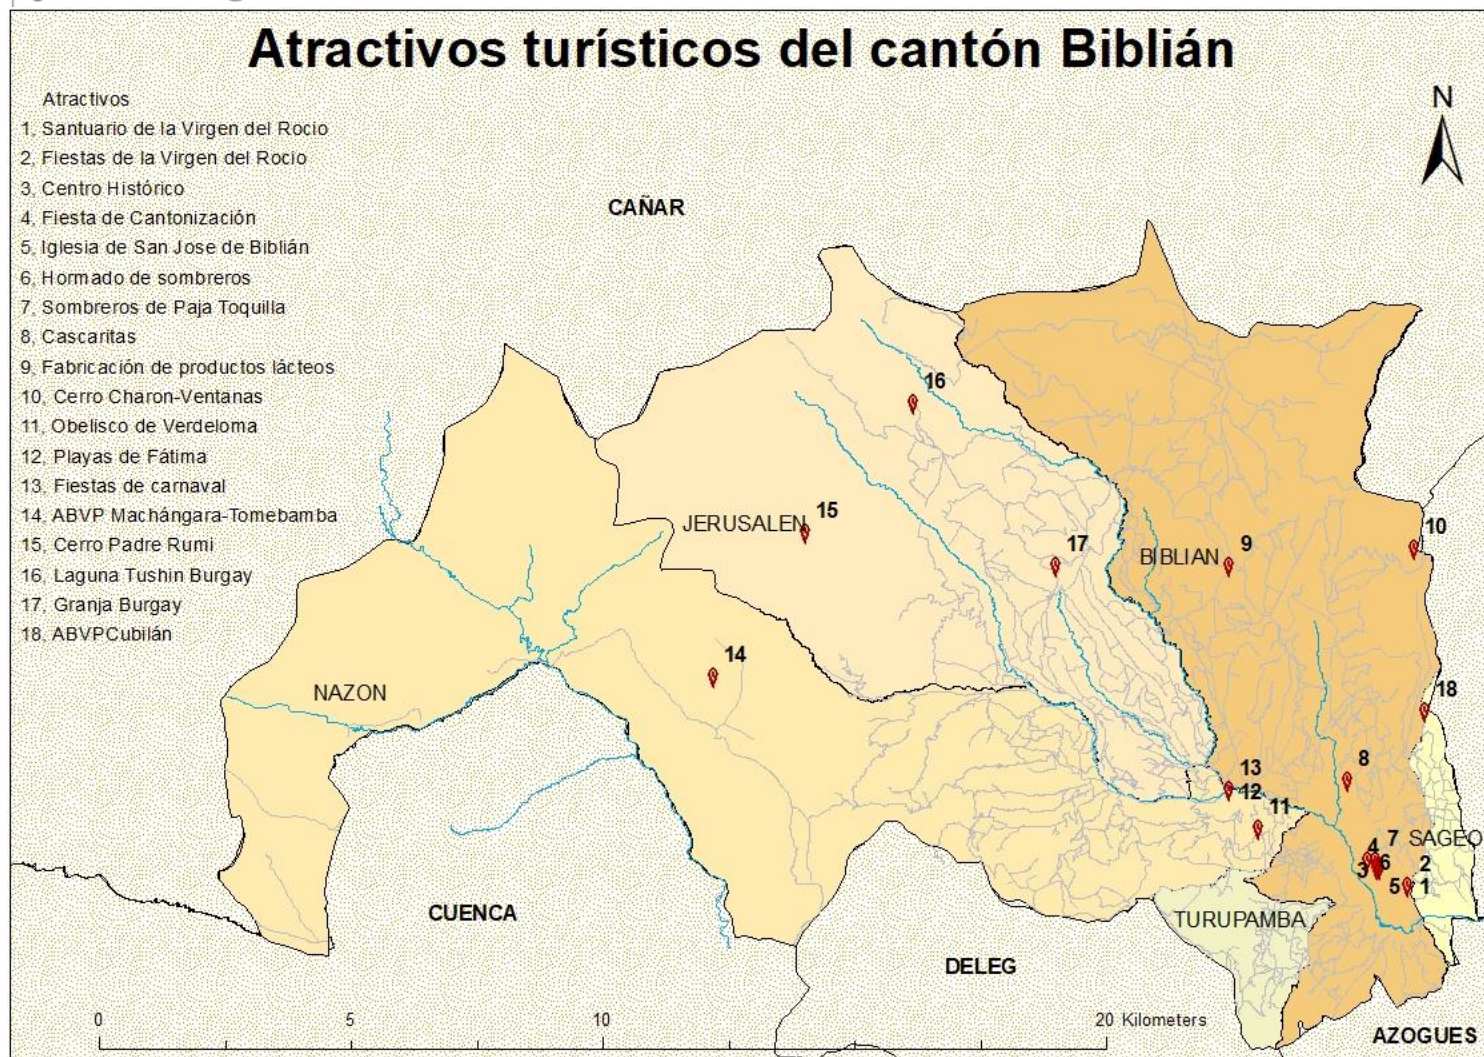 Atractivos turísticos del cantón Biblián
N
Atractivos
1, Santuario de la Virgen del Rocio
2, Fiestas de la Virgen del Rocio
3, Centro Histórico
4, Fiesta de Cantonización
5, Iglesia de San Jose de Biblián
6, Hormado de sombreros
7, Sombreros de Paja Toquilla
8, Cascaritas
9, Fabricación de productos lácteos
10, Cerro Charon-Ventanas
11, Obelisco de Verdeloma
12, Playas de Fátima
13, Fiestas de carnaval
14, ABVP Machángara-Tomebamba
15, Cerro Padre Rumi
16, Laguna Tushin Burgay
17, Granja Burgay
18, ABVPCubilán
CAÑAR
16
JERUSALEN
15
17
BIBLIAN
9
10
14
NAZON
18
13
12
8
11
SAGEO
7
4
6
3
2
5
1
CUENCA
TURUPAMBA
DELEG
0 5 10 20 Kilometers
AZOGUES